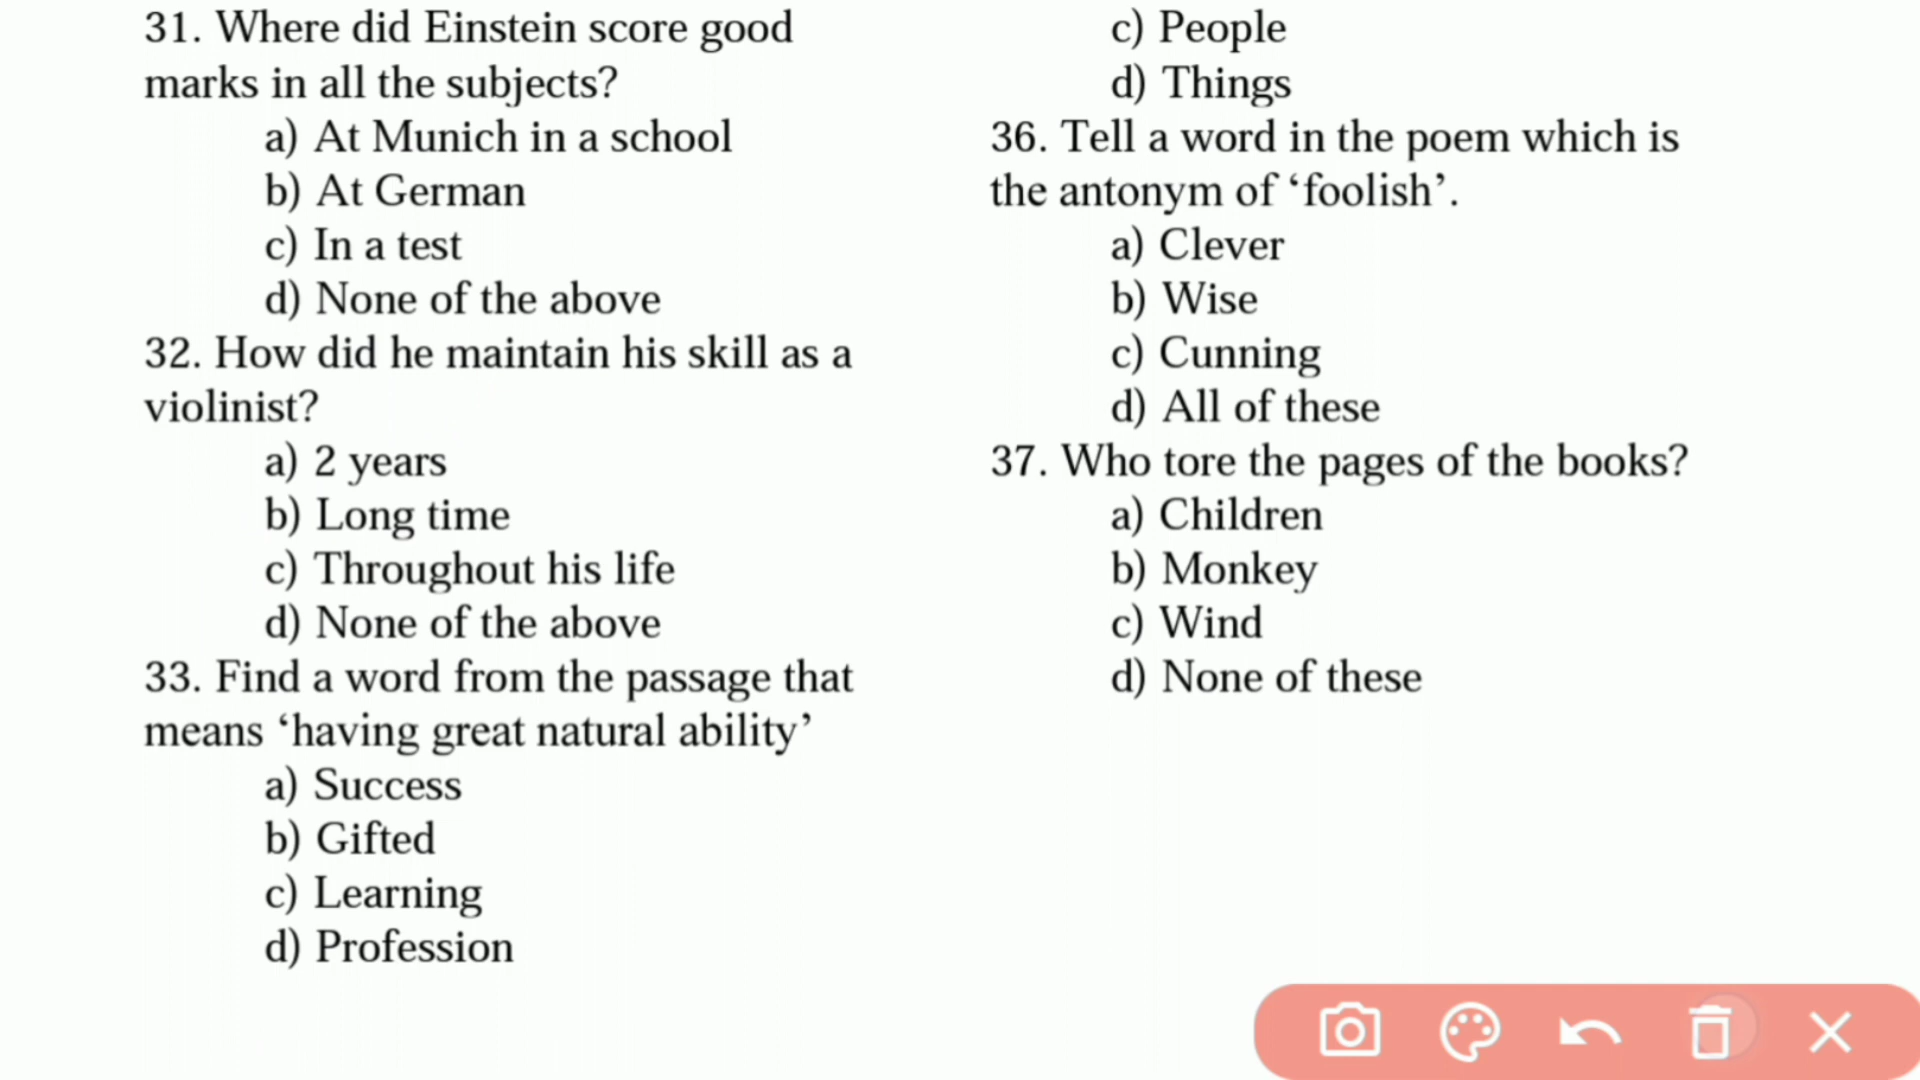 31. Where did Einstein score good
marks in all the subjects?
a) At Munich in a school
b) At German
c) In a test
d) None of the above
32. How did he maintain his skill as a
violinist?
a) 2 years
b) Long time
c) Throughout his life
d) None of the above
33. Find a word from the passage that
means ‘having great natural ability’
a) Success
b) Gifted
c) Learning
d) Profession
c) People
d) Things
36. Tell a word in the poem which is
the antonym of ‘foolish’.
a) Clever
b) Wise
c) Cunning
d) All of these
37. Who tore the pages of the books?
a) Children
b) Monkey
c) Wind
d) None of these